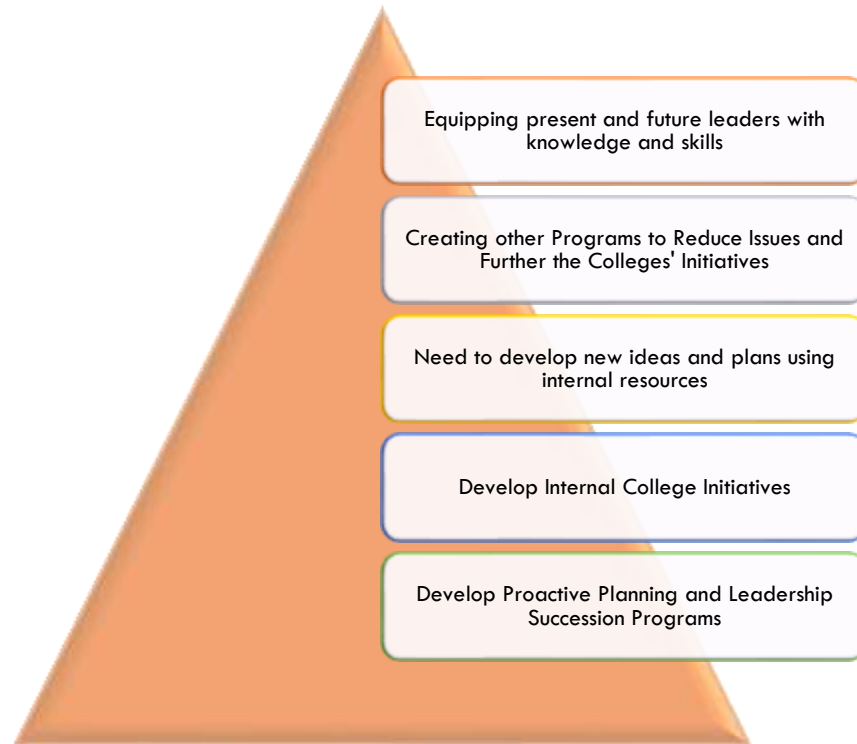 Equipping present and future leaders with
knowledge and skills
Creating other Programs to Reduce Issues and
Further the Colleges' Initiatives
Need to develop new ideas and plans using
internal resources
Develop Internal College Initiatives
Develop Proactive Planning and Leadership
Succession Programs